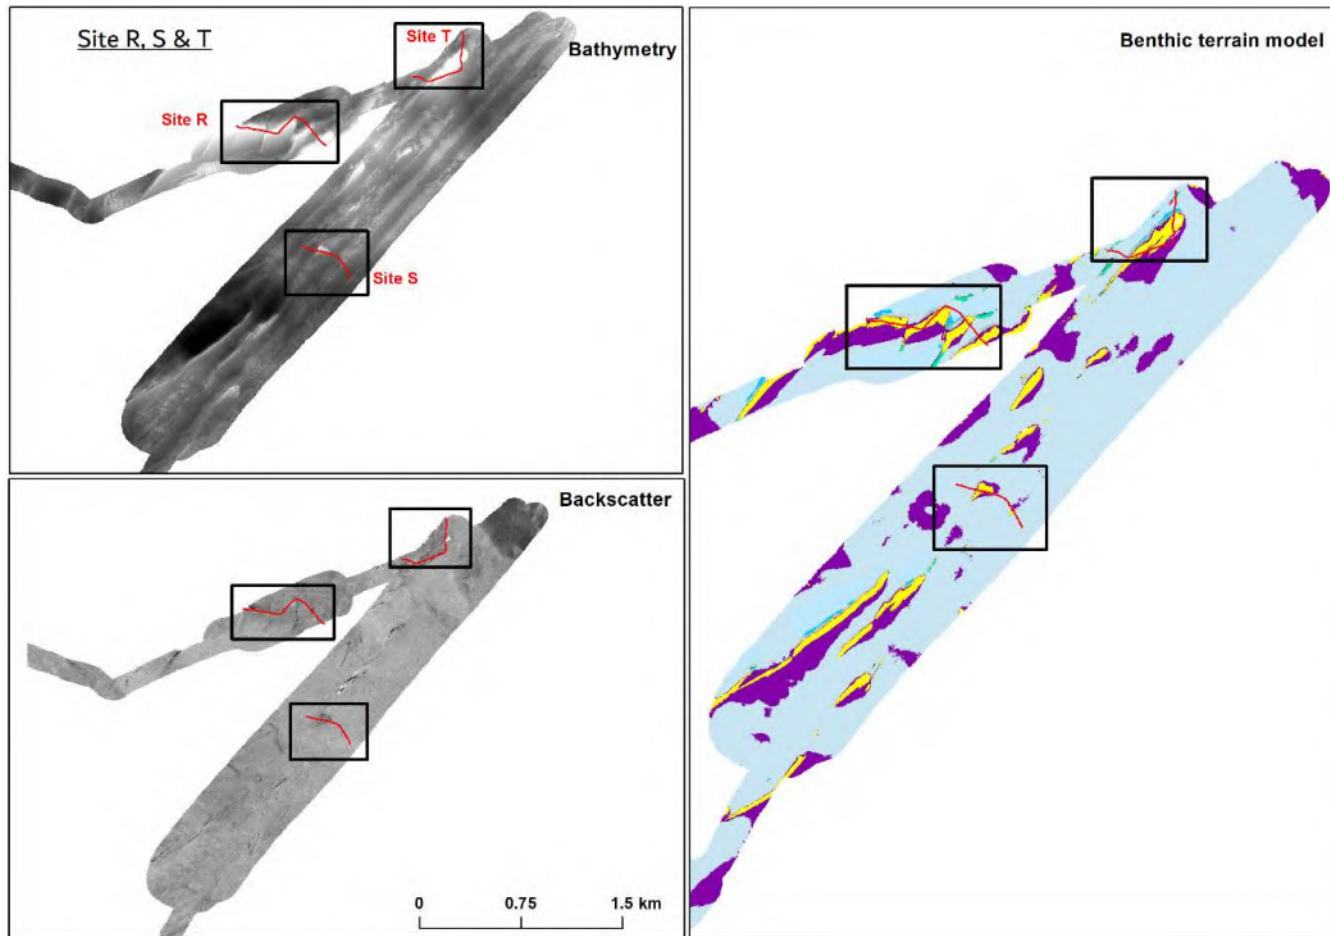 Site R, S & T
Site T
Bathymetry
Site R
Site S
Benthic terrain model
Backscatter
0 0.75 1.5 km